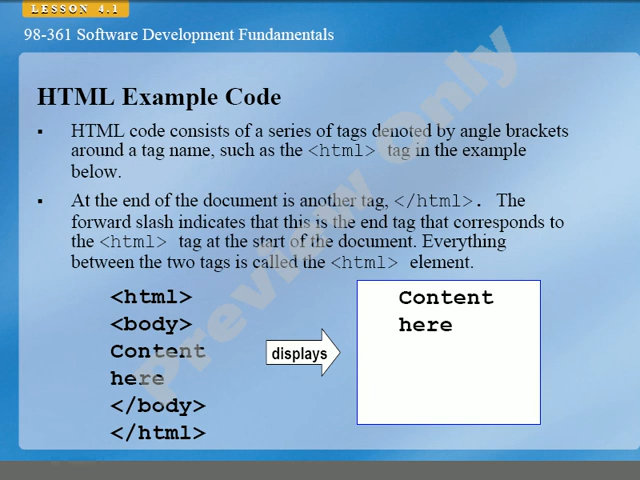 LESSON 4.1
98-361 Software Development Fundamentals
HTML Example Code
▪ HTML code consists of a series of tags denoted by angle brackets
around a tag name, such as the <html> tag in the example
below.
▪ At the end of the document is another tag, </html>. The
forward slash indicates that this is the end tag that corresponds to
the <html> tag at the start of the document. Everything
between the two tags is called the <html> element.
<html>
<body>
Content
here
</body>
</html>
displays
Content
here
Preview Only